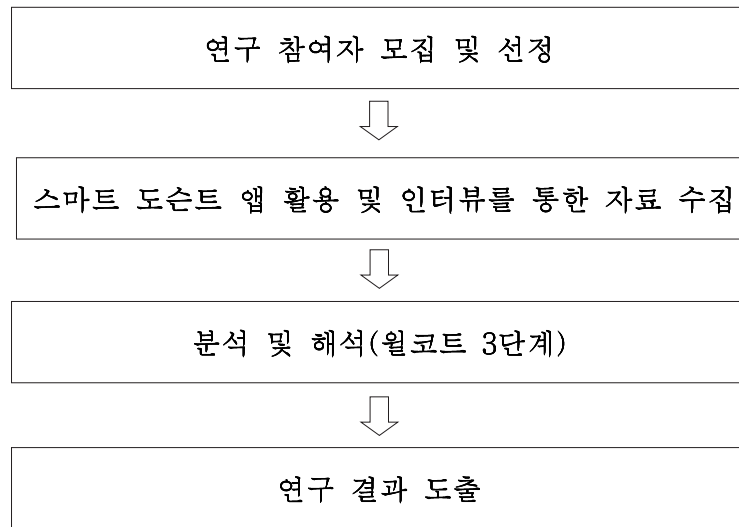 연구 참여자 모집 및 선정
스마트 도슨트 앱 활용 및 인터뷰를 통한 자료 수집
분석 및 해석(윌코트 3단계)
연구 결과 도출